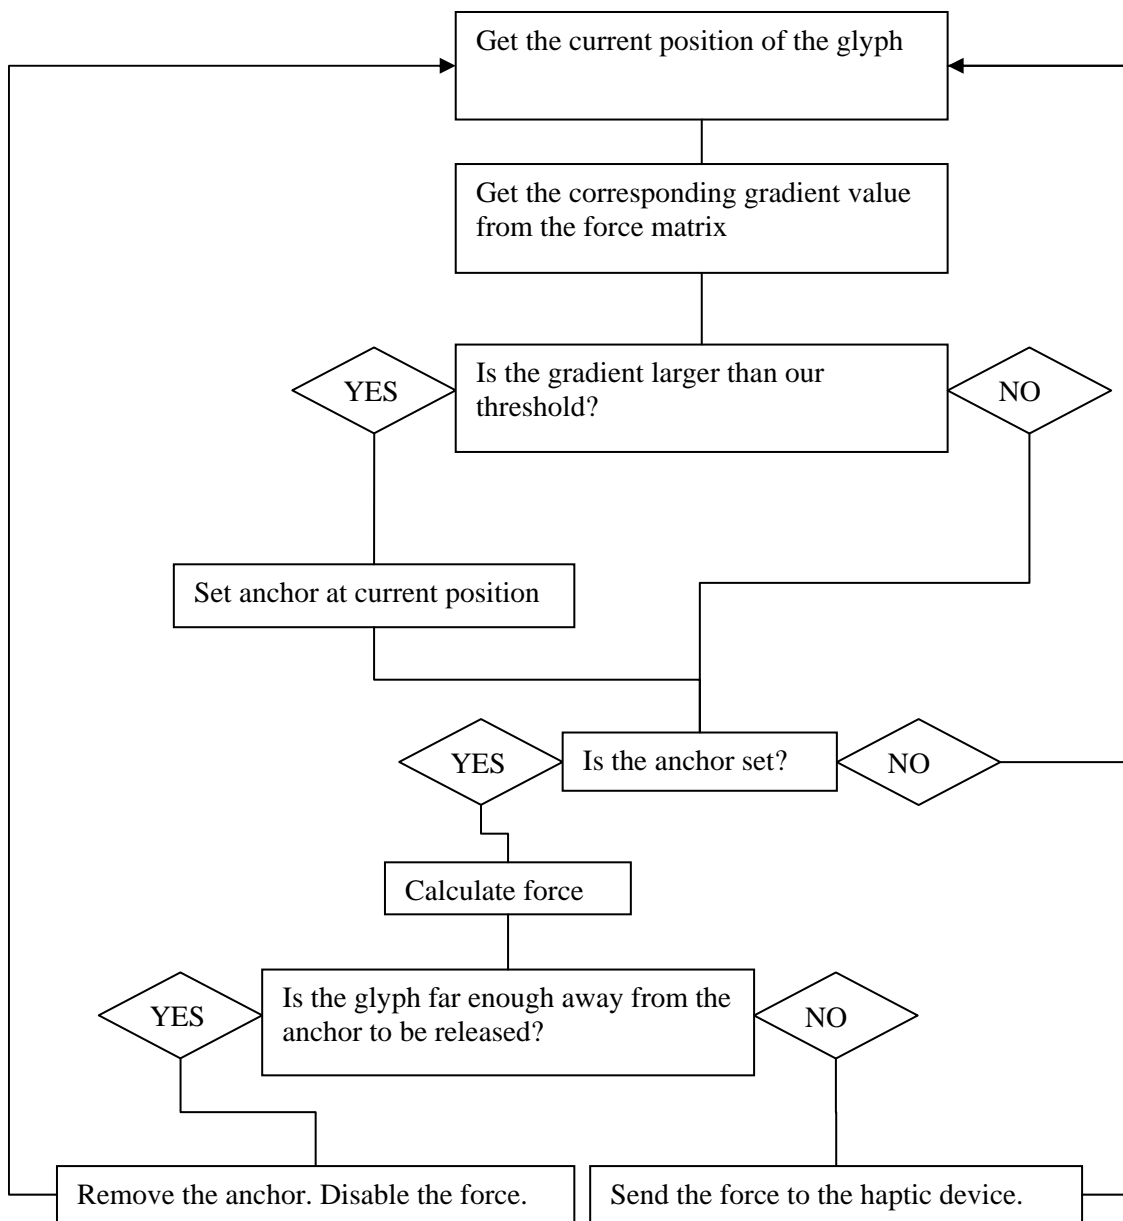 Get the current position of the glyph
Get the corresponding gradient value
from the force matrix
YES
Is the gradient larger than our
threshold?
NO
Set anchor at current position
YES
Is the anchor set?
NO
Calculate force
YES
Is the glyph far enough away from the
anchor to be released?
NO
Remove the anchor. Disable the force.
Send the force to the haptic device.